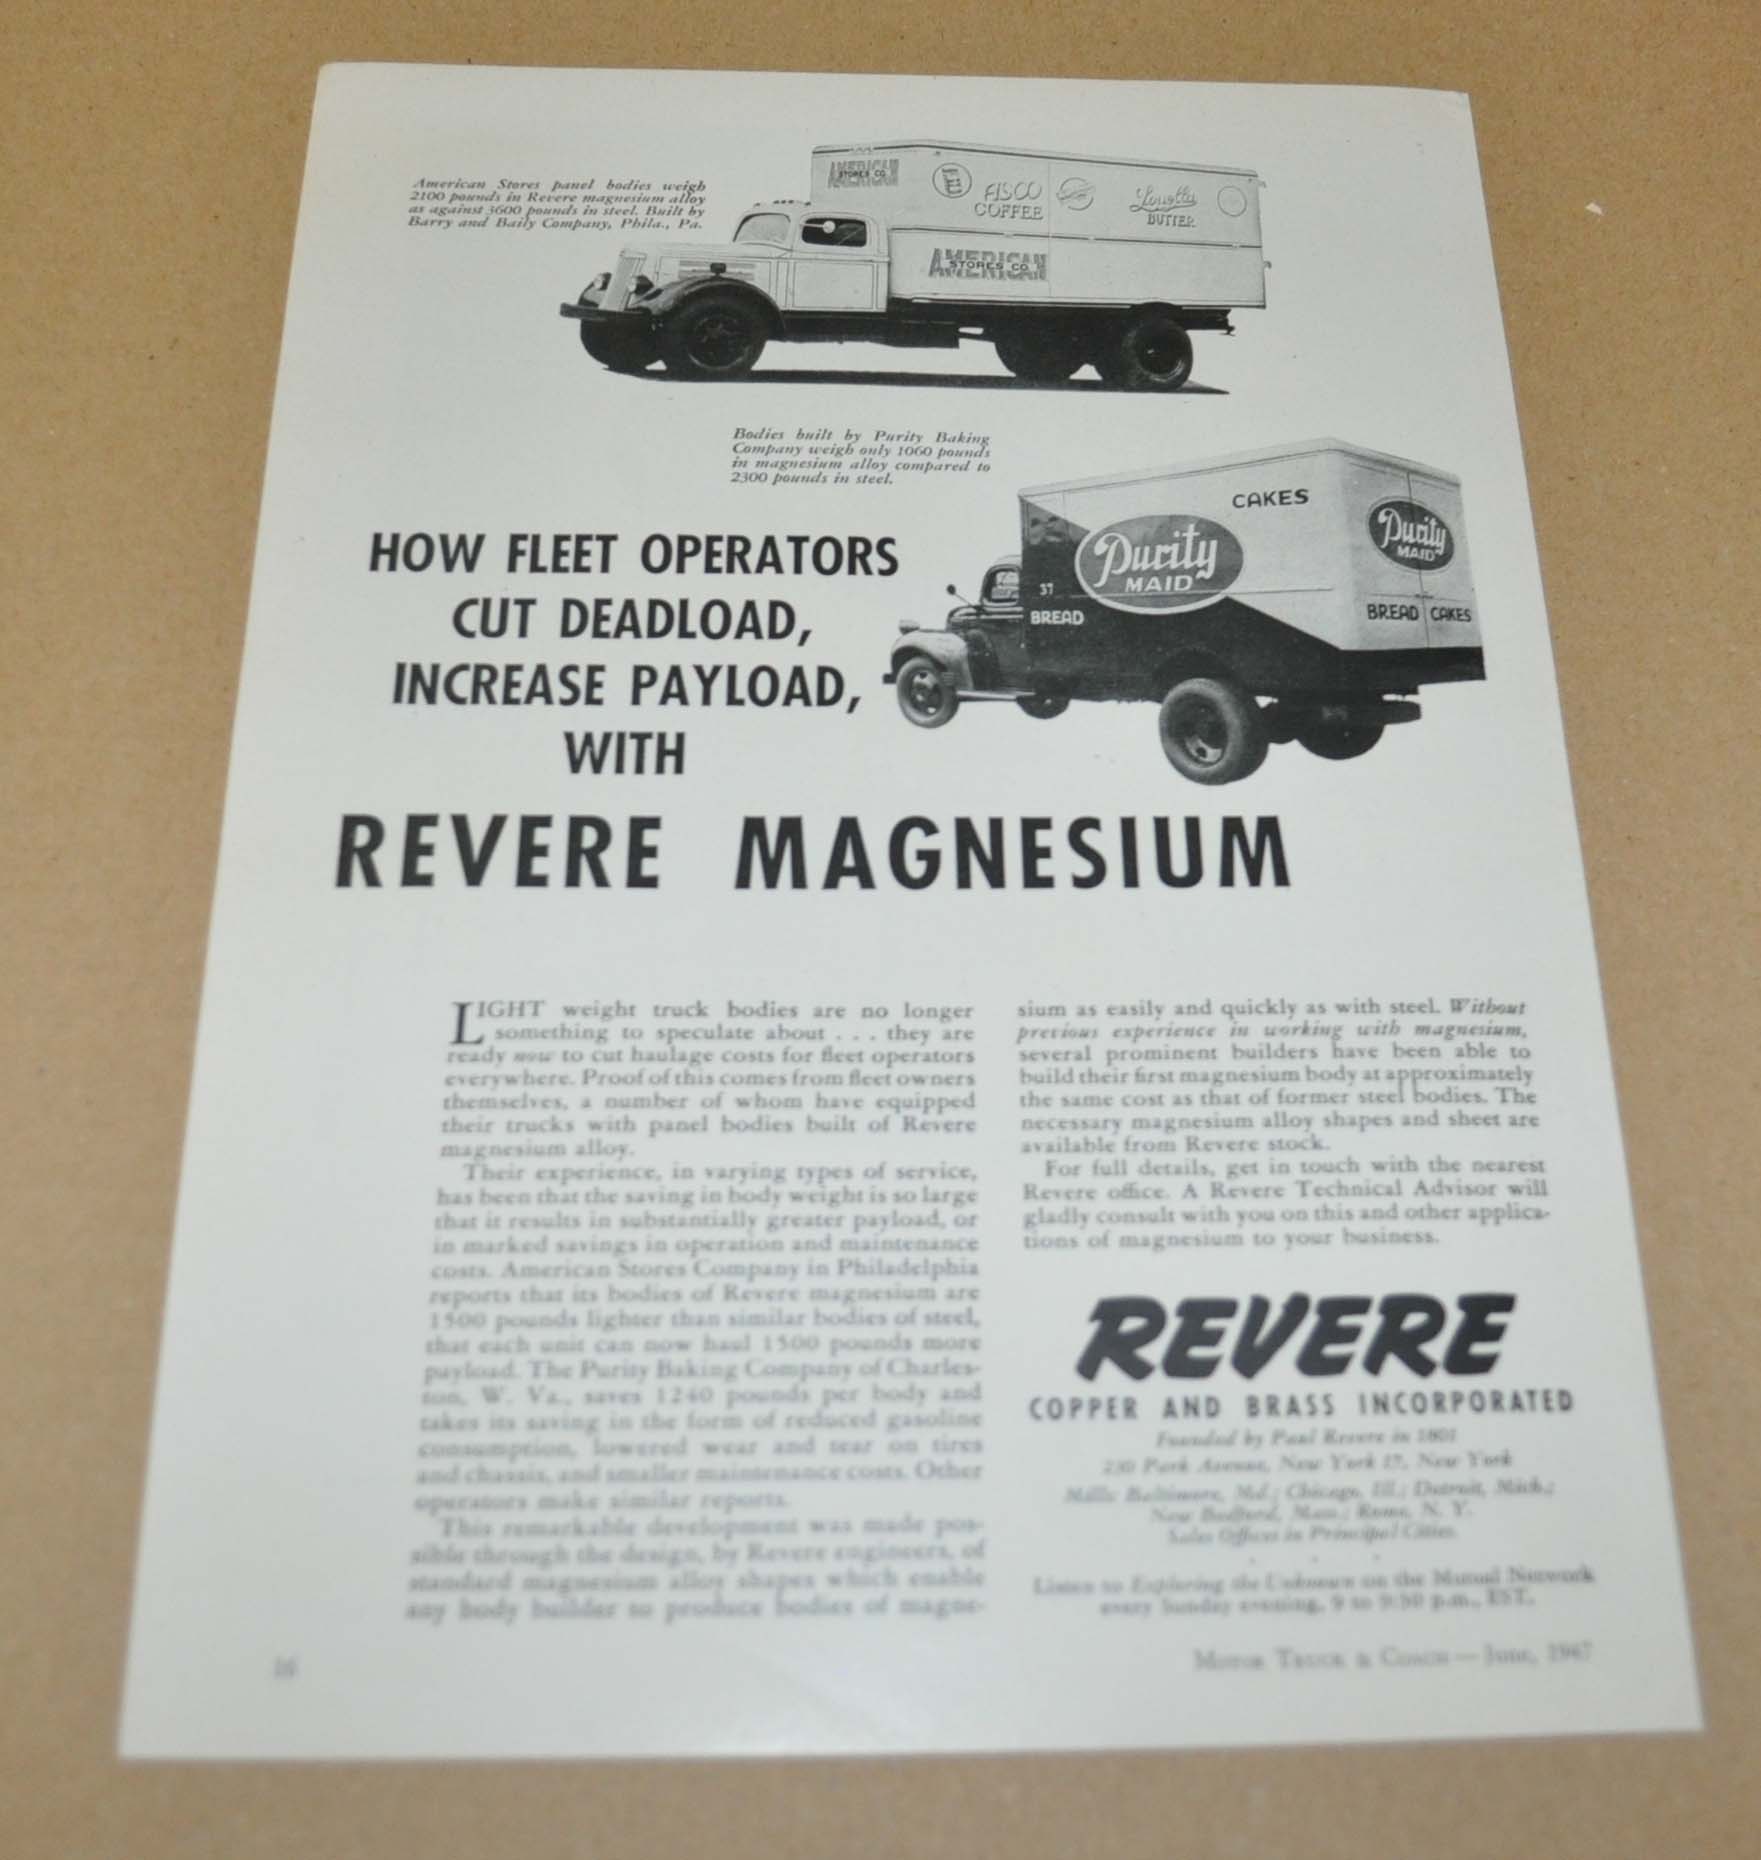 American Stores panel bodies weigh
2100 pounds in Revere magnesium alloy
as against 3600 pounds in steel. Built by
Barry and Baily Company, Phila., Pa.
AMERICAN
STORES CO.
ASCO
COFFEE
Louella
BUTTER
AMERICAN
STORES CO.
Bodies built by Purity Baking
Company weigh only 1060 pounds
in magnesium alloy compared to
2300 pounds in steel.
CAKES
Purity
MAID
Purity
MAID
37
BREAD
BREAD CAKES
HOW FLEET OPERATORS
CUT DEADLOAD,
INCREASE PAYLOAD,
WITH
REVERE MAGNESIUM
LIGHT weight truck bodies are no longer
something to speculate about . . . they are
ready now to cut haulage costs for fleet operators
everywhere. Proof of this comes from fleet owners
themselves, a number of whom have equipped
their trucks with panel bodies built of Revere
magnesium alloy.
Their experience, in varying types of service,
has been that the saving in body weight is so large
that it results in substantially greater payload, or
in marked savings in operation and maintenance
costs. American Stores Company in Philadelphia
reports that its bodies of Revere magnesium are
1500 pounds lighter than similar bodies of steel,
that each unit can now haul 1500 pounds more
payload. The Purity Baking Company of Charles-
ton, W. Va., saves 1240 pounds per body and
takes its saving in the form of reduced gasoline
consumption, lowered wear and tear on tires
and chassis, and smaller maintenance costs. Other
operators make similar reports.
This remarkable development was made pos-
sible through the design, by Revere engineers, of
standard magnesium alloy shapes which enable
any body builder to produce bodies of magne-
sium as easily and quickly as with steel. Without
previous experience in working with magnesium,
several prominent builders have been able to
build their first magnesium body at approximately
the same cost as that of former steel bodies. The
necessary magnesium alloy shapes and sheet are
available from Revere stock.
For full details, get in touch with the nearest
Revere office. A Revere Technical Advisor will
gladly consult with you on this and other applica-
tions of magnesium to your business.
REVERE
COPPER AND BRASS INCORPORATED
Founded by Paul Revere in 1801
230 Park Avenue, New York 17, New York
Mills: Baltimore, Md.; Chicago, Ill.; Detroit, Mich.;
New Bedford, Mass.; Rome, N. Y.
Sales Offices in Principal Cities.
Listen to Exploring the Unknown on the Mutual Network
every Sunday evening, 9 to 9:30 p.m., EST.
16
MOTOR TRUCK & COACH — June, 1947